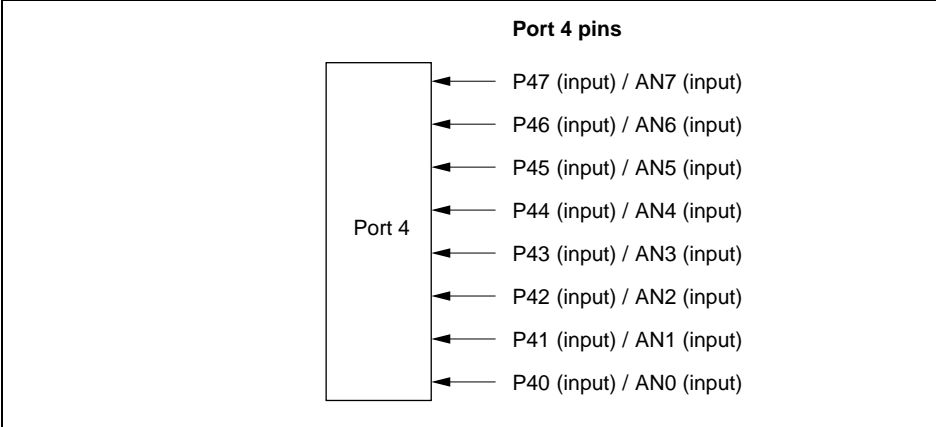 Port 4 pins
P47 (input) / AN7 (input)
P46 (input) / AN6 (input)
P45 (input) / AN5 (input)
P44 (input) / AN4 (input)
Port 4
P43 (input) / AN3 (input)
P42 (input) / AN2 (input)
P41 (input) / AN1 (input)
P40 (input) / AN0 (input)